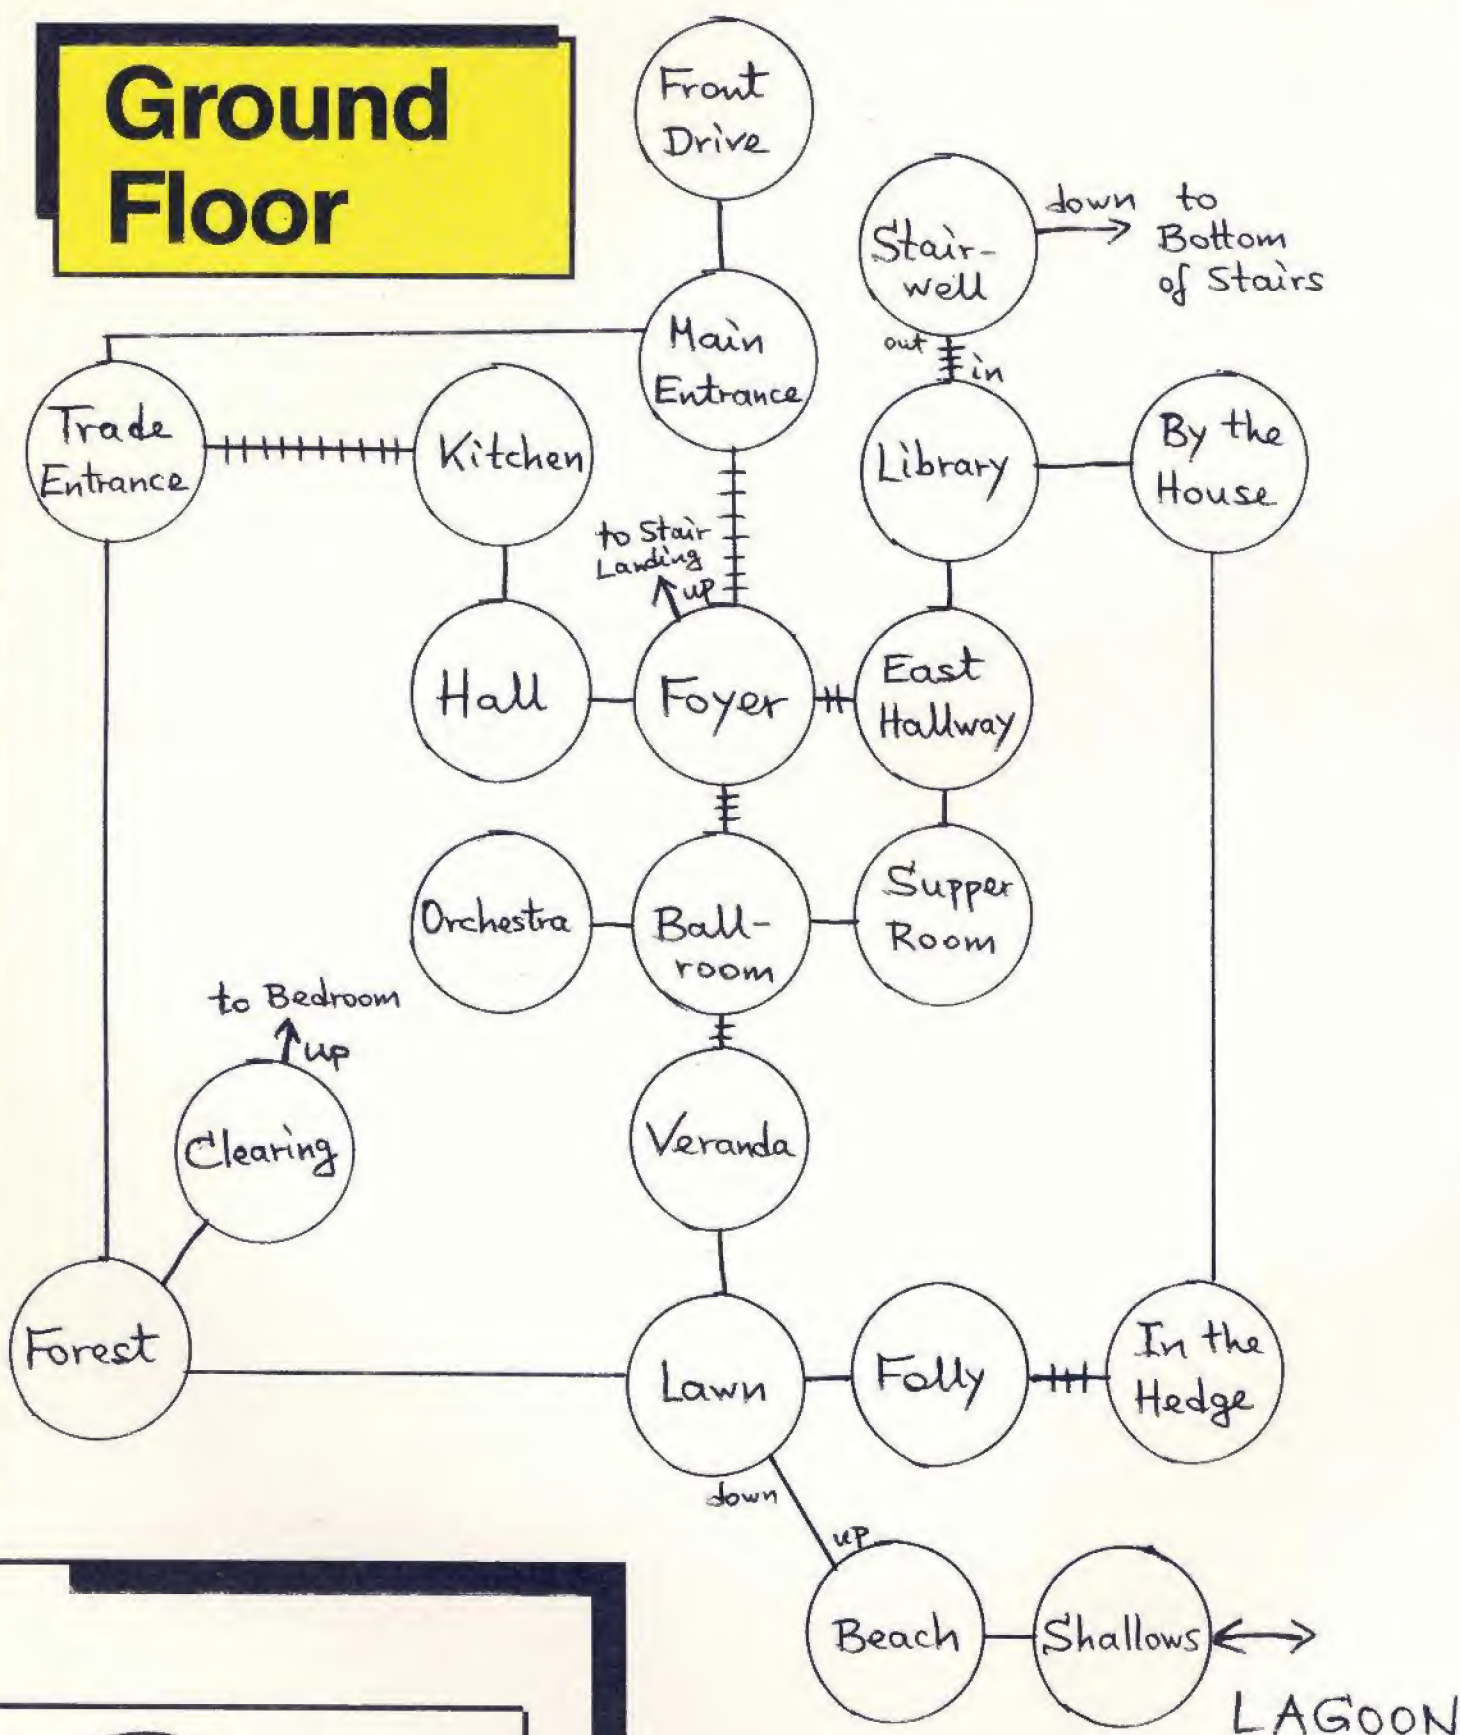 Ground
Floor
Front
Drive
Stair-
well
down to
Bottom
of Stairs
out
in
Main
Entrance
Trade
Entrance
Kitchen
Library
By the
House
to Stair
Landing
up
Hall
Foyer
East
Hallway
Orchestra
Ball-
room
Supper
Room
to Bedroom
up
Clearing
Veranda
Forest
Lawn
Folly
In the
Hedge
down
up
Beach
Shallows
LAGOON